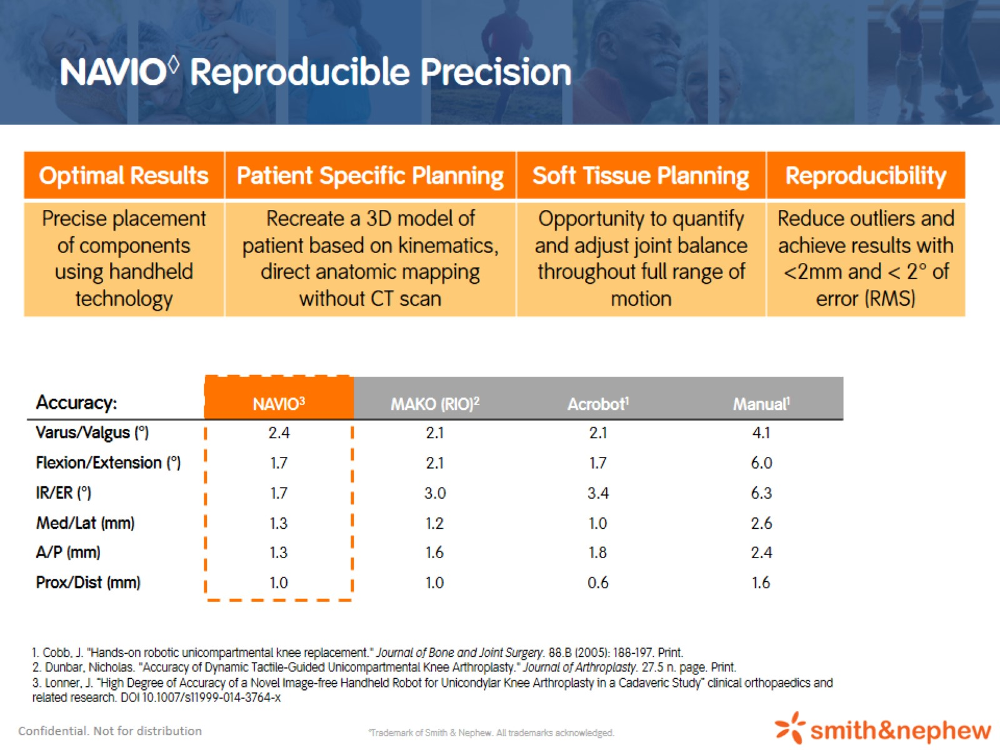 NAVIO◊ Reproducible Precision
Optimal Results Patient Specific Planning Soft Tissue Planning Reproducibility
Precise placement Recreate a 3D model of Opportunity to quantify Reduce outliers and
of components patient based on kinematics, and adjust joint balance achieve results with
using handheld direct anatomic mapping throughout full range of <2mm and < 2° of
technology without CT scan motion error (RMS)
Accuracy: NAVIO³ MAKO (RIO)² Acrobot¹ Manual¹
Varus/Valgus (°) 2.4 2.1 2.1 4.1
Flexion/Extension (°) 1.7 2.1 1.7 6.0
IR/ER (°) 1.7 3.0 3.4 6.3
Med/Lat (mm) 1.3 1.2 1.0 2.6
A/P (mm) 1.3 1.6 1.8 2.4
Prox/Dist (mm) 1.0 1.0 0.6 1.6
1. Cobb, J. "Hands-on robotic unicompartmental knee replacement." Journal of Bone and Joint Surgery. 88.B (2005): 188-197. Print.
2. Dunbar, Nicholas. "Accuracy of Dynamic Tactile-Guided Unicompartmental Knee Arthroplasty." Journal of Arthroplasty. 27.5 n. page. Print.
3. Lonner, J. "High Degree of Accuracy of a Novel Image-free Handheld Robot for Unicondylar Knee Arthroplasty in a Cadaveric Study" clinical orthopaedics and
related research. DOI 10.1007/s11999-014-3764-x
Confidential. Not for distribution
◊Trademark of Smith & Nephew. All trademarks acknowledged.
smith&nephew